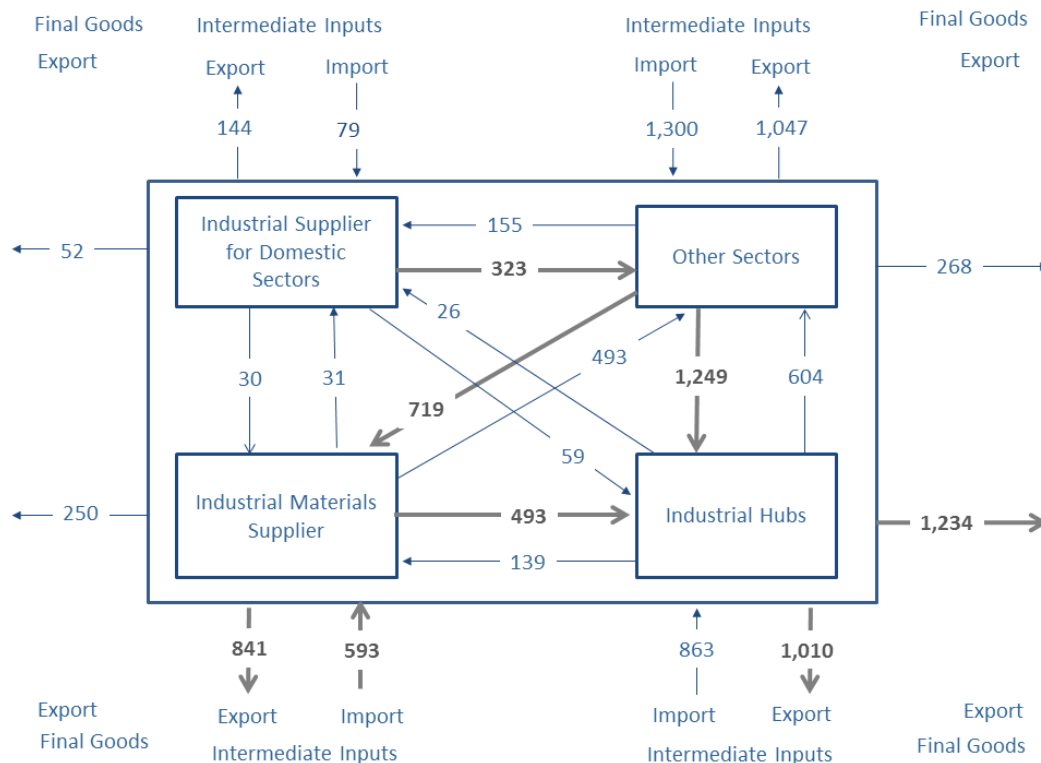 Final Goods
Export
Intermediate Inputs
Export
Import
Intermediate Inputs
Import
Export
Final Goods
Export
144
79
1,300
1,047
Industrial Supplier
for Domestic
Sectors
155
Other Sectors
52
323
268
26
493
30
31
1,249
604
719
59
Industrial Materials
Supplier
250
493
Industrial Hubs
1,234
139
841
593
863
1,010
Export
Final Goods
Export
Import
Intermediate Inputs
Import
Export
Intermediate Inputs
Export
Final Goods